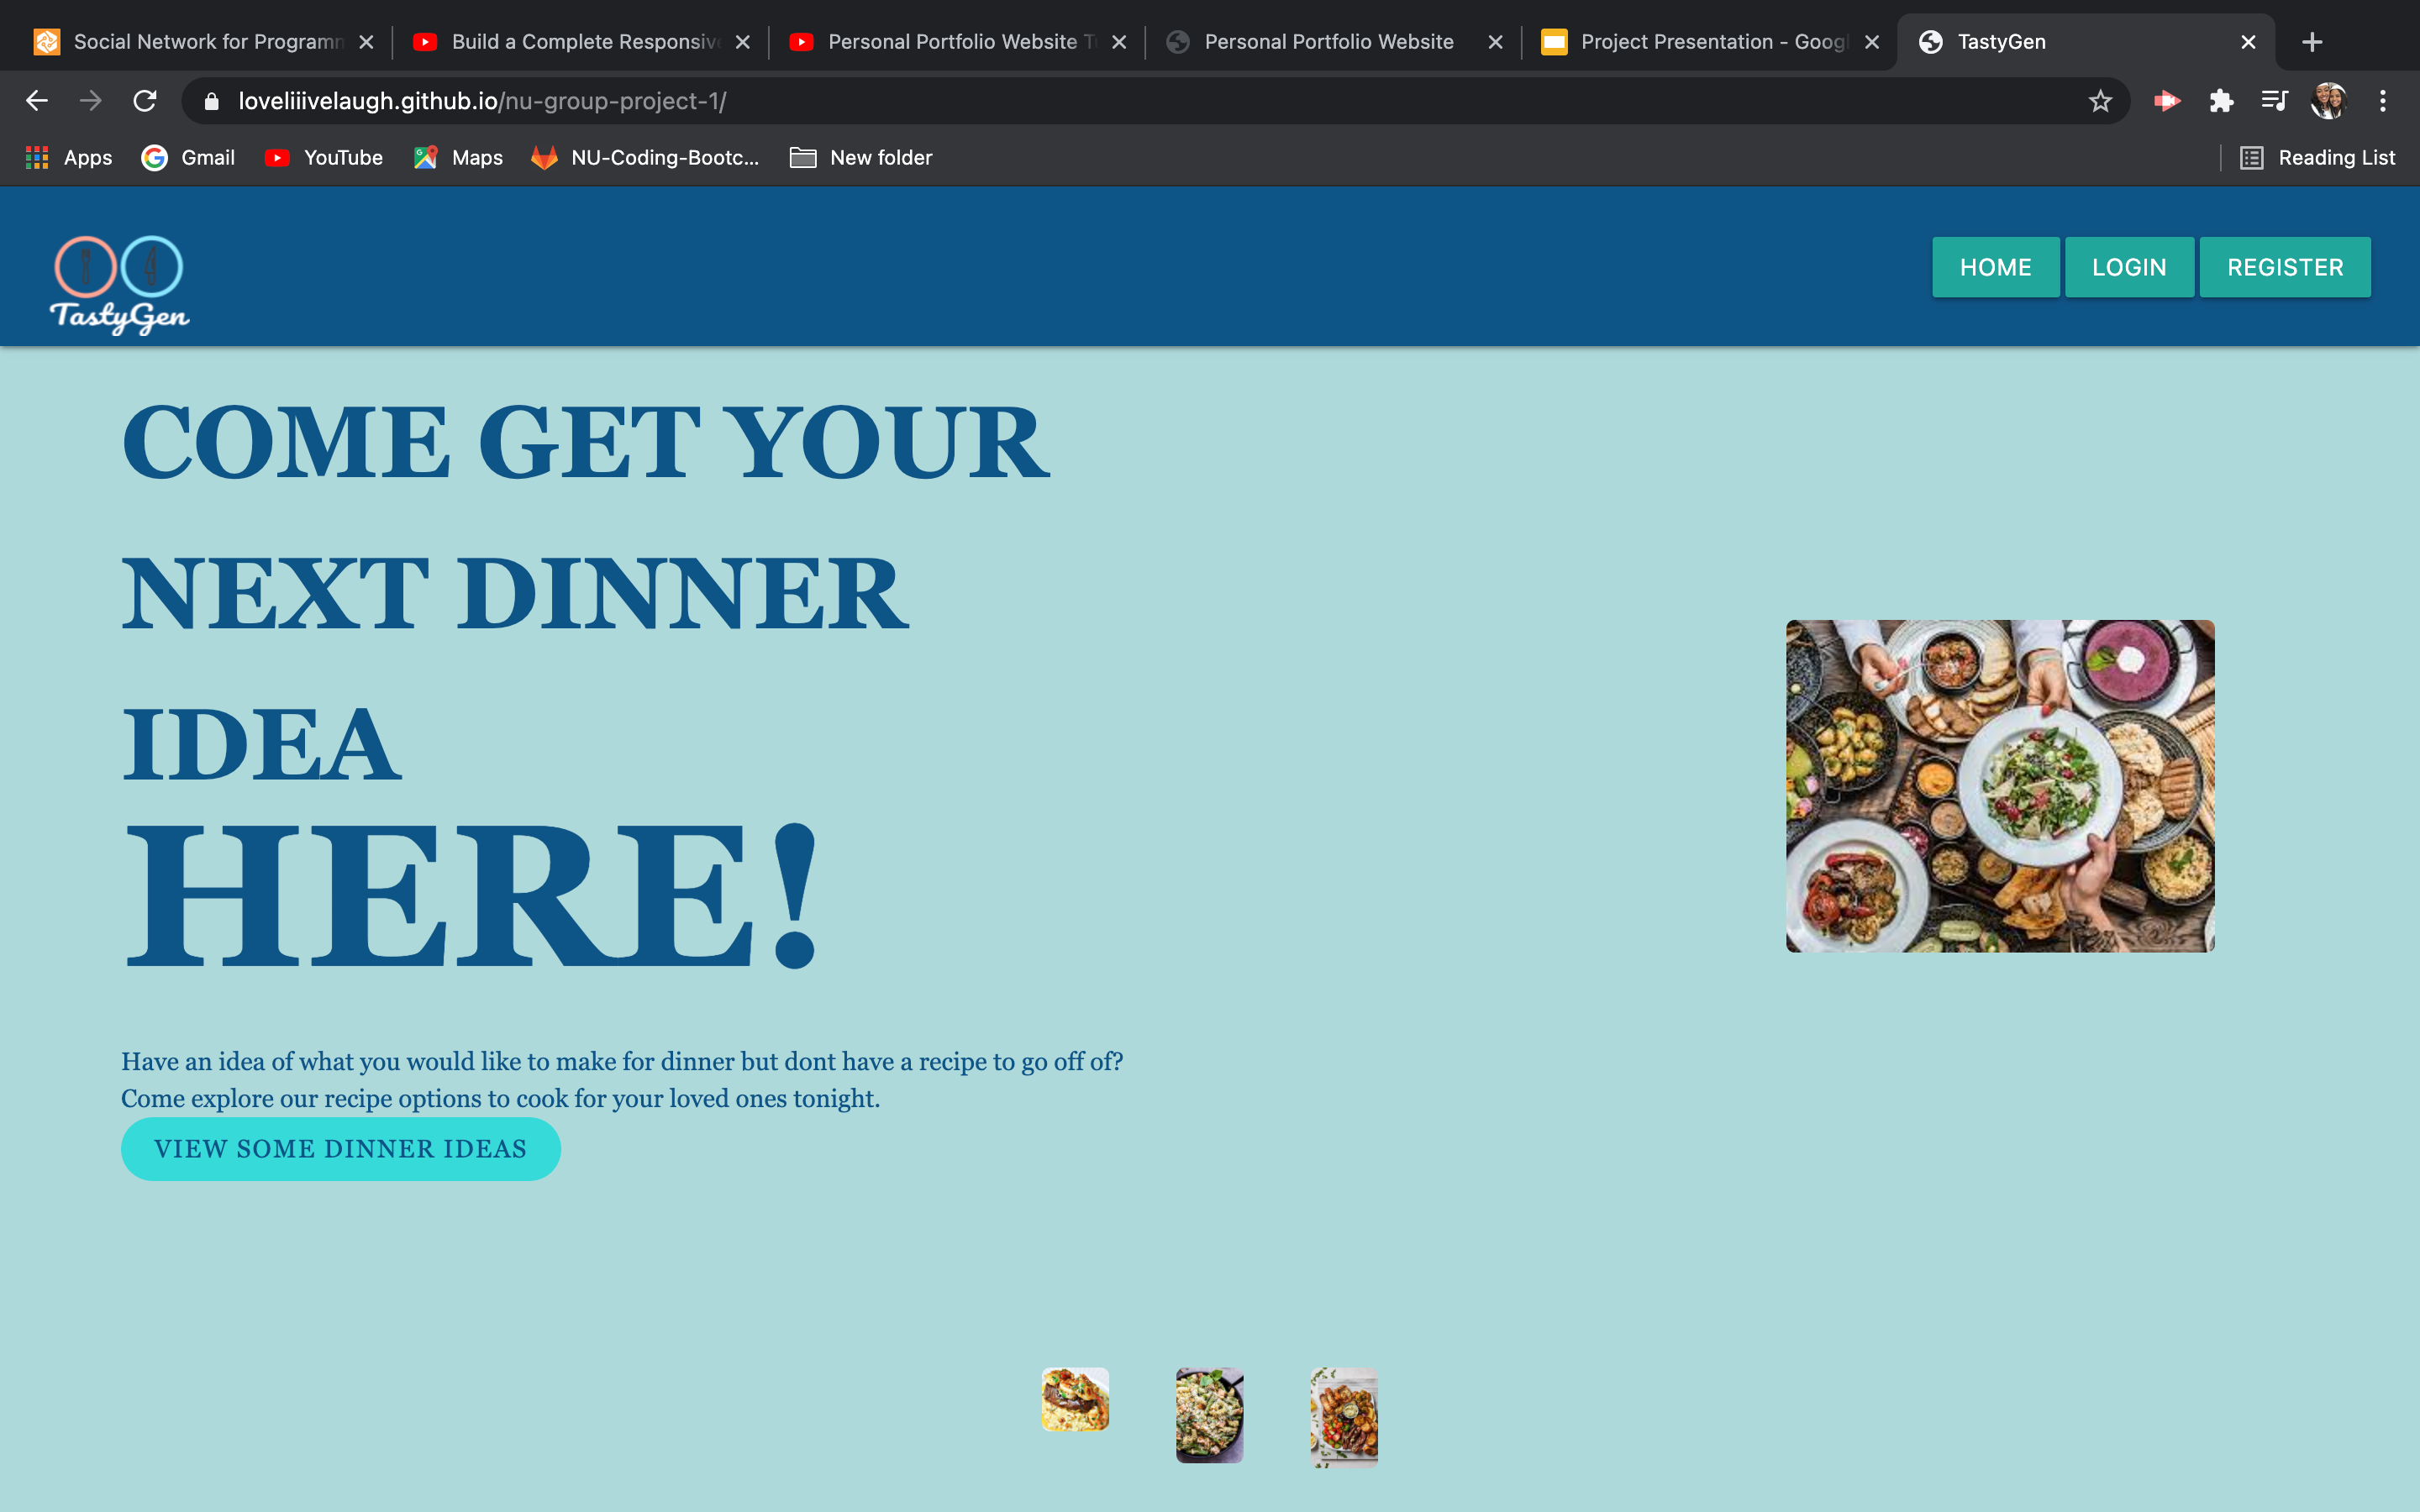 Social Network for Programm
Build a Complete Responsive
Personal Portfolio Website T
Personal Portfolio Website
Project Presentation - Googl
TastyGen
loveliiivelaugh.github.io/nu-group-project-1/
Apps
Gmail
YouTube
Maps
NU-Coding-Bootc...
New folder
Reading List
TastyGen
HOME
LOGIN
REGISTER
COME GET YOUR
NEXT DINNER
IDEA
HERE!
Have an idea of what you would like to make for dinner but dont have a recipe to go off of?
Come explore our recipe options to cook for your loved ones tonight.
VIEW SOME DINNER IDEAS